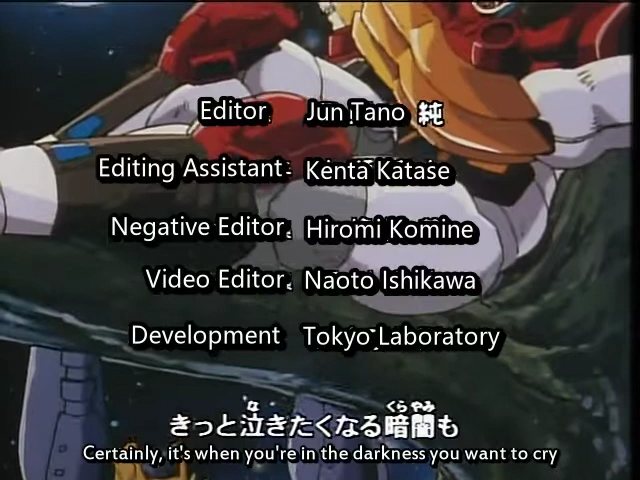 Editor Jun Tano 純
Editing Assistant Kenta Katase
Negative Editor Hiromi Komine
Video Editor Naoto Ishikawa
Development Tokyo Laboratory
な くらやみ
きっと泣きたくなる暗闇も
Certainly, it's when you're in the darkness you want to cry